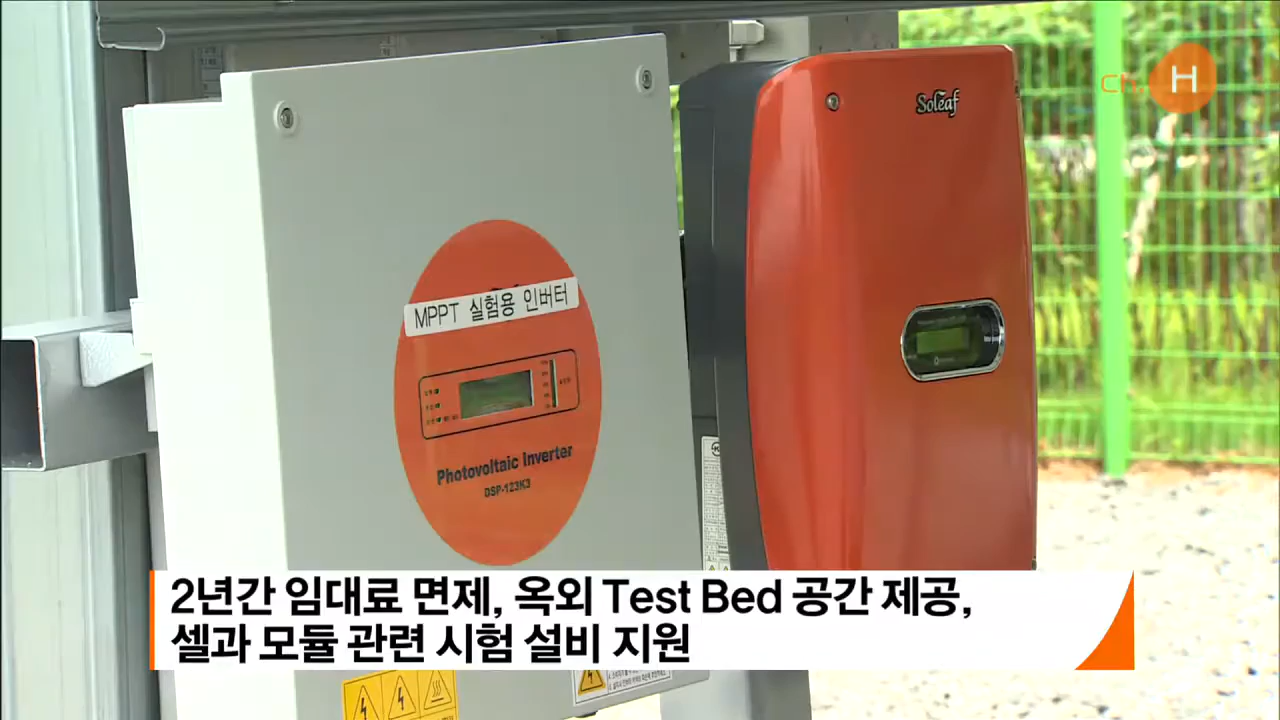 Ch. H
Soleaf
MPPT 실험용 인버터
Photovoltaic Inverter
DSP-123K3
2년간 임대료 면제, 옥외 Test Bed 공간 제공,
셀과 모듈 관련 시험 설비 지원